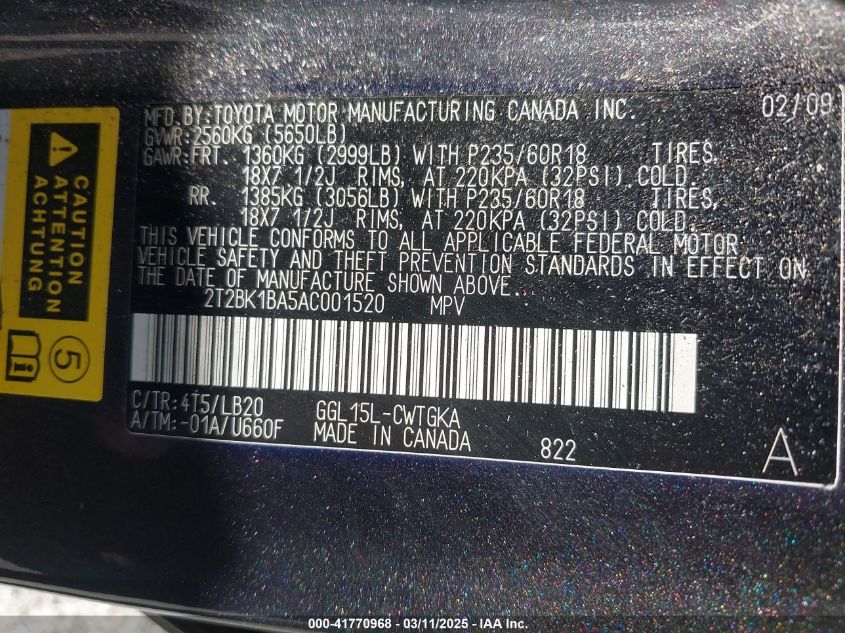 MFD. BY: TOYOTA MOTOR MANUFACTURING CANADA INC. 02/09
GVWR: 2560KG (5650LB)
GAWR: FRT. 1360KG (2999LB) WITH P235/60R18 TIRES,
18X7 1/2J RIMS, AT 220KPA (32PSI) COLD.
RR. 1385KG (3056LB) WITH P235/60R18 TIRES,
18X7 1/2J RIMS, AT 220KPA (32PSI) COLD.
THIS VEHICLE CONFORMS TO ALL APPLICABLE FEDERAL MOTOR
VEHICLE SAFETY AND THEFT PREVENTION STANDARDS IN EFFECT ON
THE DATE OF MANUFACTURE SHOWN ABOVE.
2T2BK1BA5AC001520 MPV
C/TR: 4T5/LB20 GGL15L-CWTGKA
A/TM: -01A/U660F MADE IN CANADA 822 A
CAUTION
ATTENTION
ACHTUNG
5
000-41770968 | 03/11/2025 - IAA Inc.